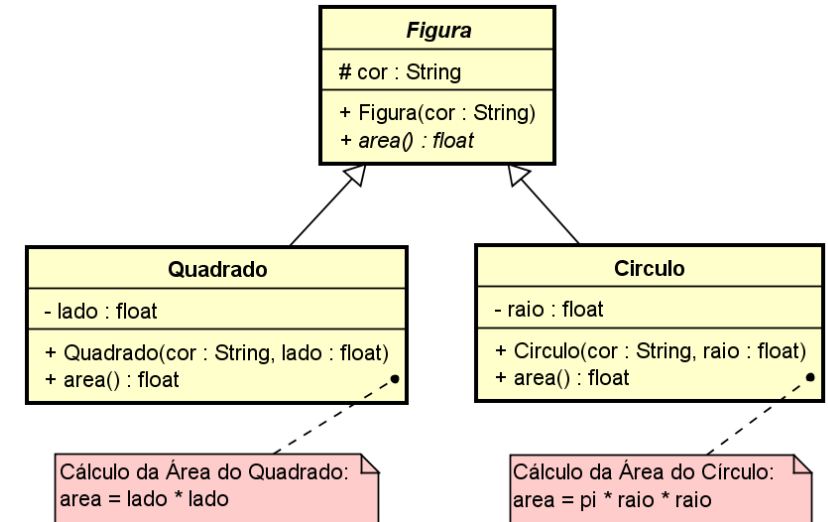 Figura
# cor : String
+ Figura(cor : String)
+ area() : float
Quadrado
- lado : float
+ Quadrado(cor : String, lado : float)
+ area() : float
Circulo
- raio : float
+ Circulo(cor : String, raio : float)
+ area() : float
Cálculo da Área do Quadrado:
area = lado * lado
Cálculo da Área do Círculo:
area = pi * raio * raio